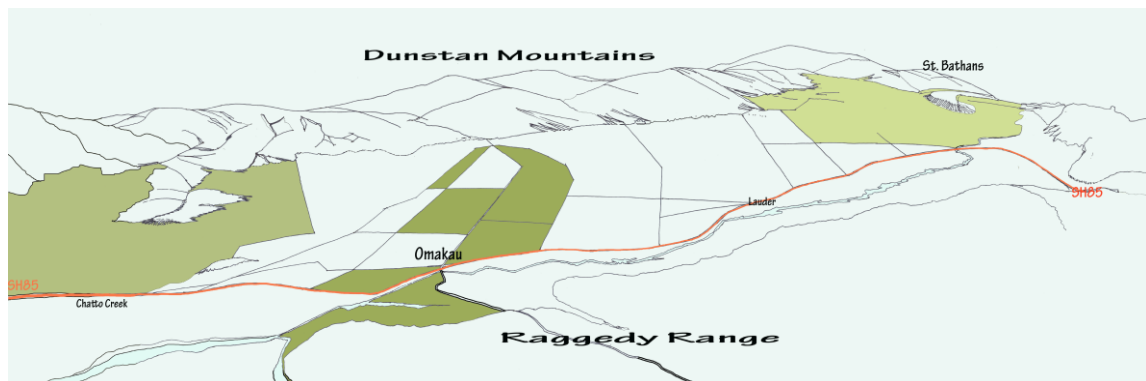 Dunstan Mountains
St. Bathans
SH85
Lauder
Omakau
SH85
Chatto Creek
Raggedy Range